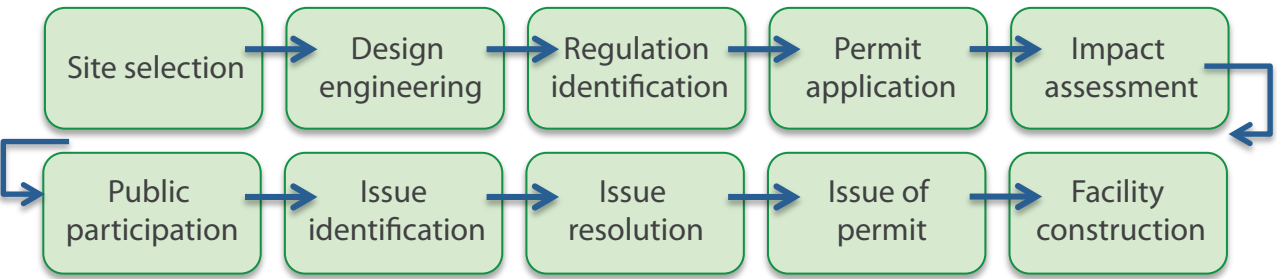 Site selection
Design
engineering
Regulation
identification
Permit
application
Impact
assessment
Public
participation
Issue
identification
Issue
resolution
Issue of
permit
Facility
construction